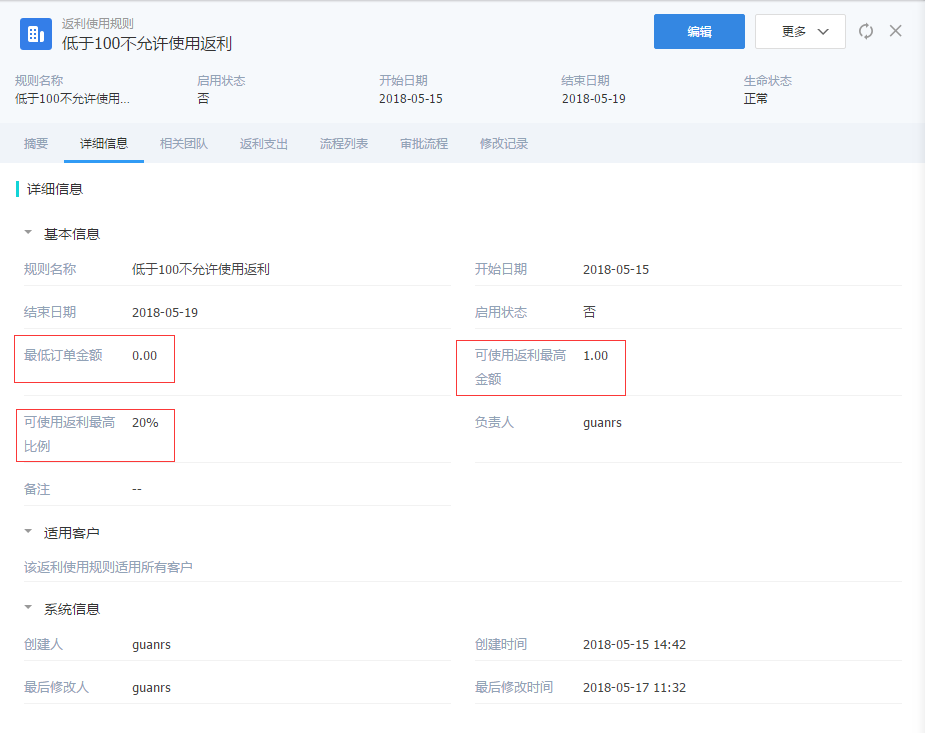 返利使用规则
低于100不允许使用返利
编辑
更多
规则名称 启用状态 开始日期 结束日期 生命状态
低于100不允许使用... 否 2018-05-15 2018-05-19 正常
摘要 详细信息 相关团队 返利支出 流程列表 审批流程 修改记录
详细信息
基本信息
规则名称 低于100不允许使用返利 开始日期 2018-05-15
结束日期 2018-05-19 启用状态 否
最低订单金额 0.00 可使用返利最高 1.00
金额
可使用返利最高 20% 负责人 guanrs
比例
备注 --
适用客户
该返利使用规则适用所有客户
系统信息
创建人 guanrs 创建时间 2018-05-15 14:42
最后修改人 guanrs 最后修改时间 2018-05-17 11:32